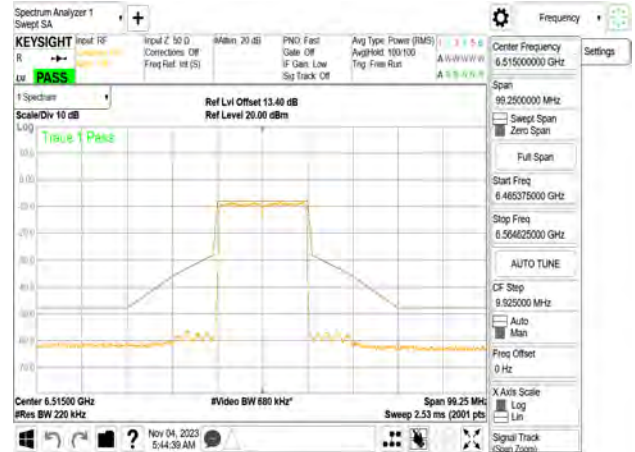 Spectrum Analyzer 1
Swept SA
+
Frequency
KEYSIGHT
Input: RF
Input Z: 50 Ω
#Atten: 20 dB
PNO: Fast
Avg Type: Power (RMS)
R
Corrections: Off
Gate: Off
Avg|Hold: 100/100
Freq Ref: Int (S)
IF Gain: Low
Trig: Free Run
Sig Track: Off
LW
PASS
Center Frequency
6.515000000 GHz
Settings
Span
99.2500000 MHz
Swept Span
Zero Span
Full Span
Start Freq
6.465375000 GHz
Stop Freq
6.564625000 GHz
AUTO TUNE
CF Step
9.925000 MHz
Auto
Man
Freq Offset
0 Hz
X Axis Scale
Log
Lin
Signal Track
(Span Zoom)
1 Spectrum
Scale/Div 10 dB
Ref Lvl Offset 13.40 dB
Ref Level 20.00 dBm
Log
Trace 1 Pass
Center 6.51500 GHz
#Video BW 680 kHz*
Span 99.25 MHz
#Res BW 220 kHz
Sweep 2.53 ms (2001 pts
?
Nov 04, 2023
5:44:39 AM